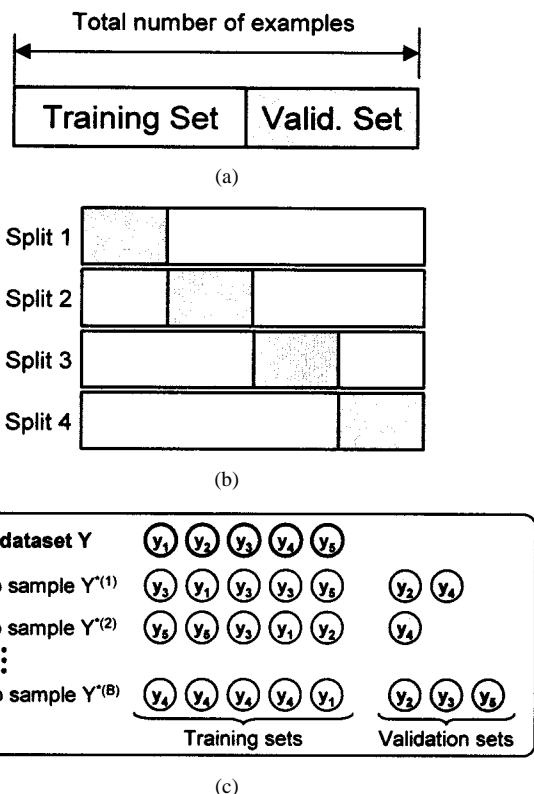 Total number of examples
Training Set Valid. Set
(a)
Split 1
Split 2
Split 3
Split 4
(b)
dataset Y y₁ y₂ y₃ y₄ y₅
sample Y*(1) y₃ y₁ y₃ y₃ y₅ y₂ y₄
sample Y*(2) y₅ y₅ y₃ y₁ y₂ y₄
sample Y*(B) y₄ y₄ y₄ y₄ y₁ y₂ y₃ y₅
Training sets Validation sets
(c)